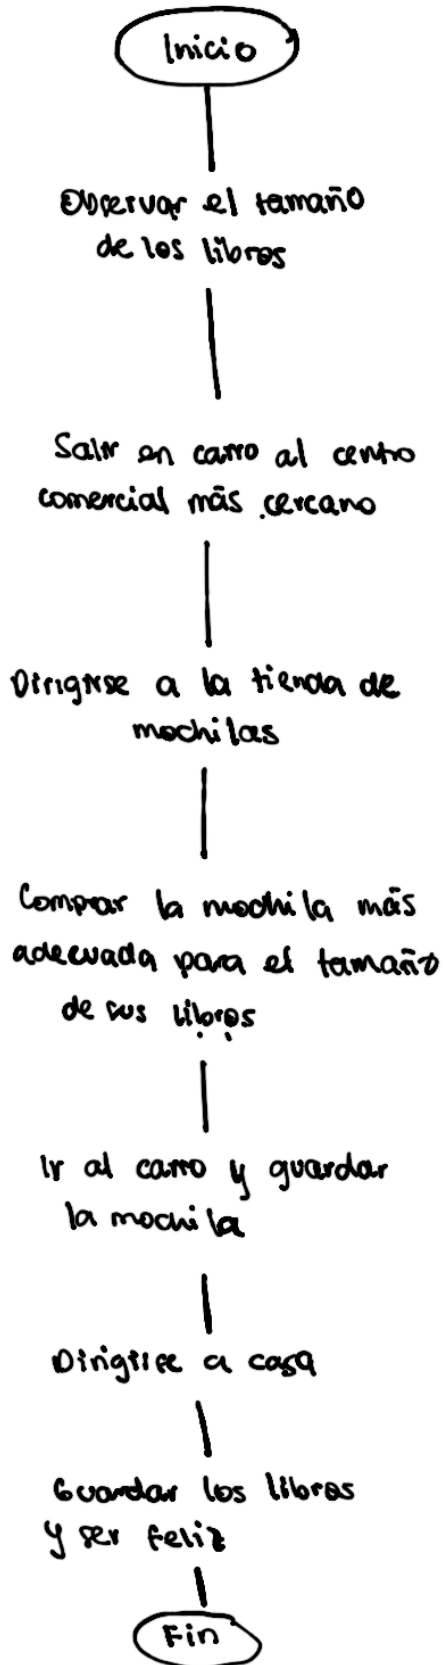 Inicio
Observar el tamaño
de los libros
Salir en carro al centro
comercial más cercano
Dirigirse a la tienda de
mochilas
Comprar la mochila más
adecuada para el tamaño
de sus libros
Ir al carro y guardar
la mochila
Dirigirse a casa
Guardar los libros
y ser feliz
Fin